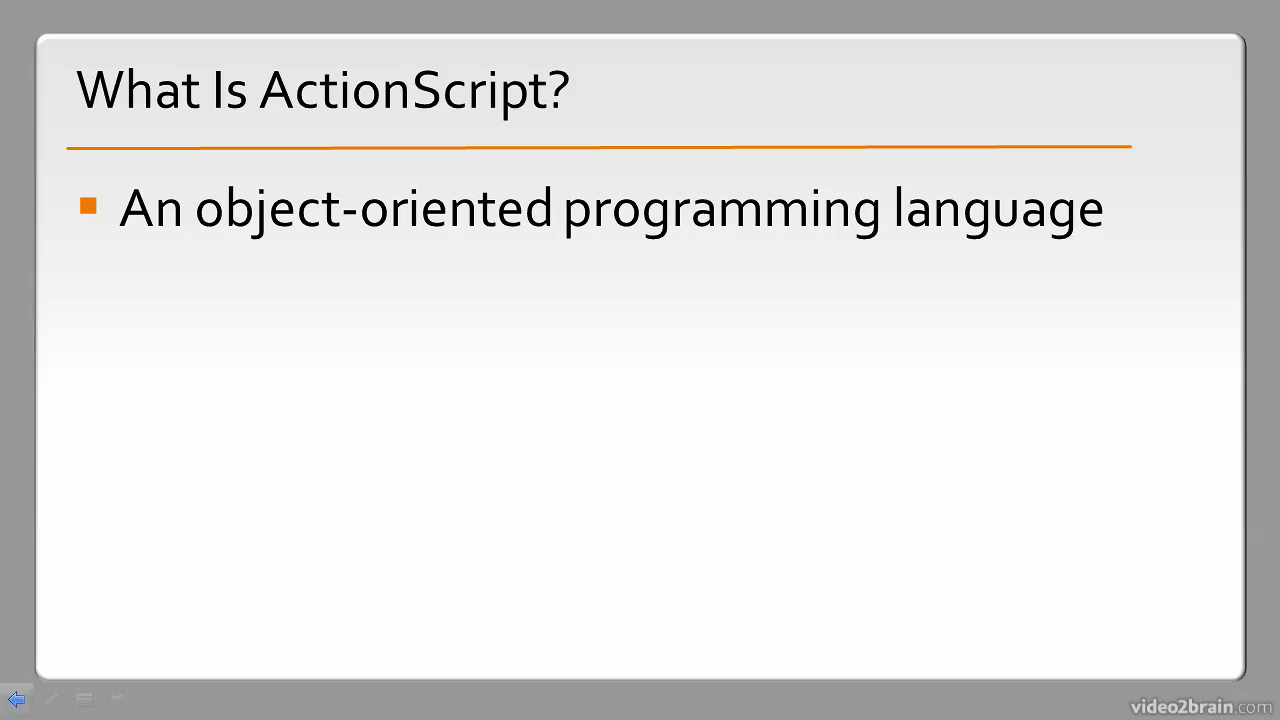 What Is ActionScript?
An object-oriented programming language
video2brain.com